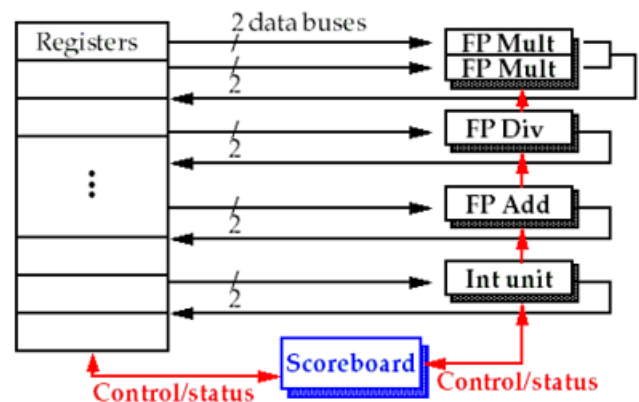 2 data buses
Registers
FP Mult
FP Mult
2
FP Div
2
FP Add
2
Int unit
2
Scoreboard
Control/status
Control/status